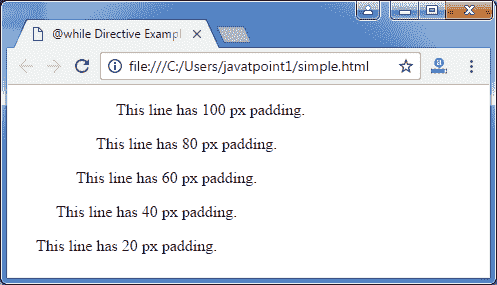 @while Directive Exampl
file:///C:/Users/javatpoint1/simple.html
This line has 100 px padding.
This line has 80 px padding.
This line has 60 px padding.
This line has 40 px padding.
This line has 20 px padding.